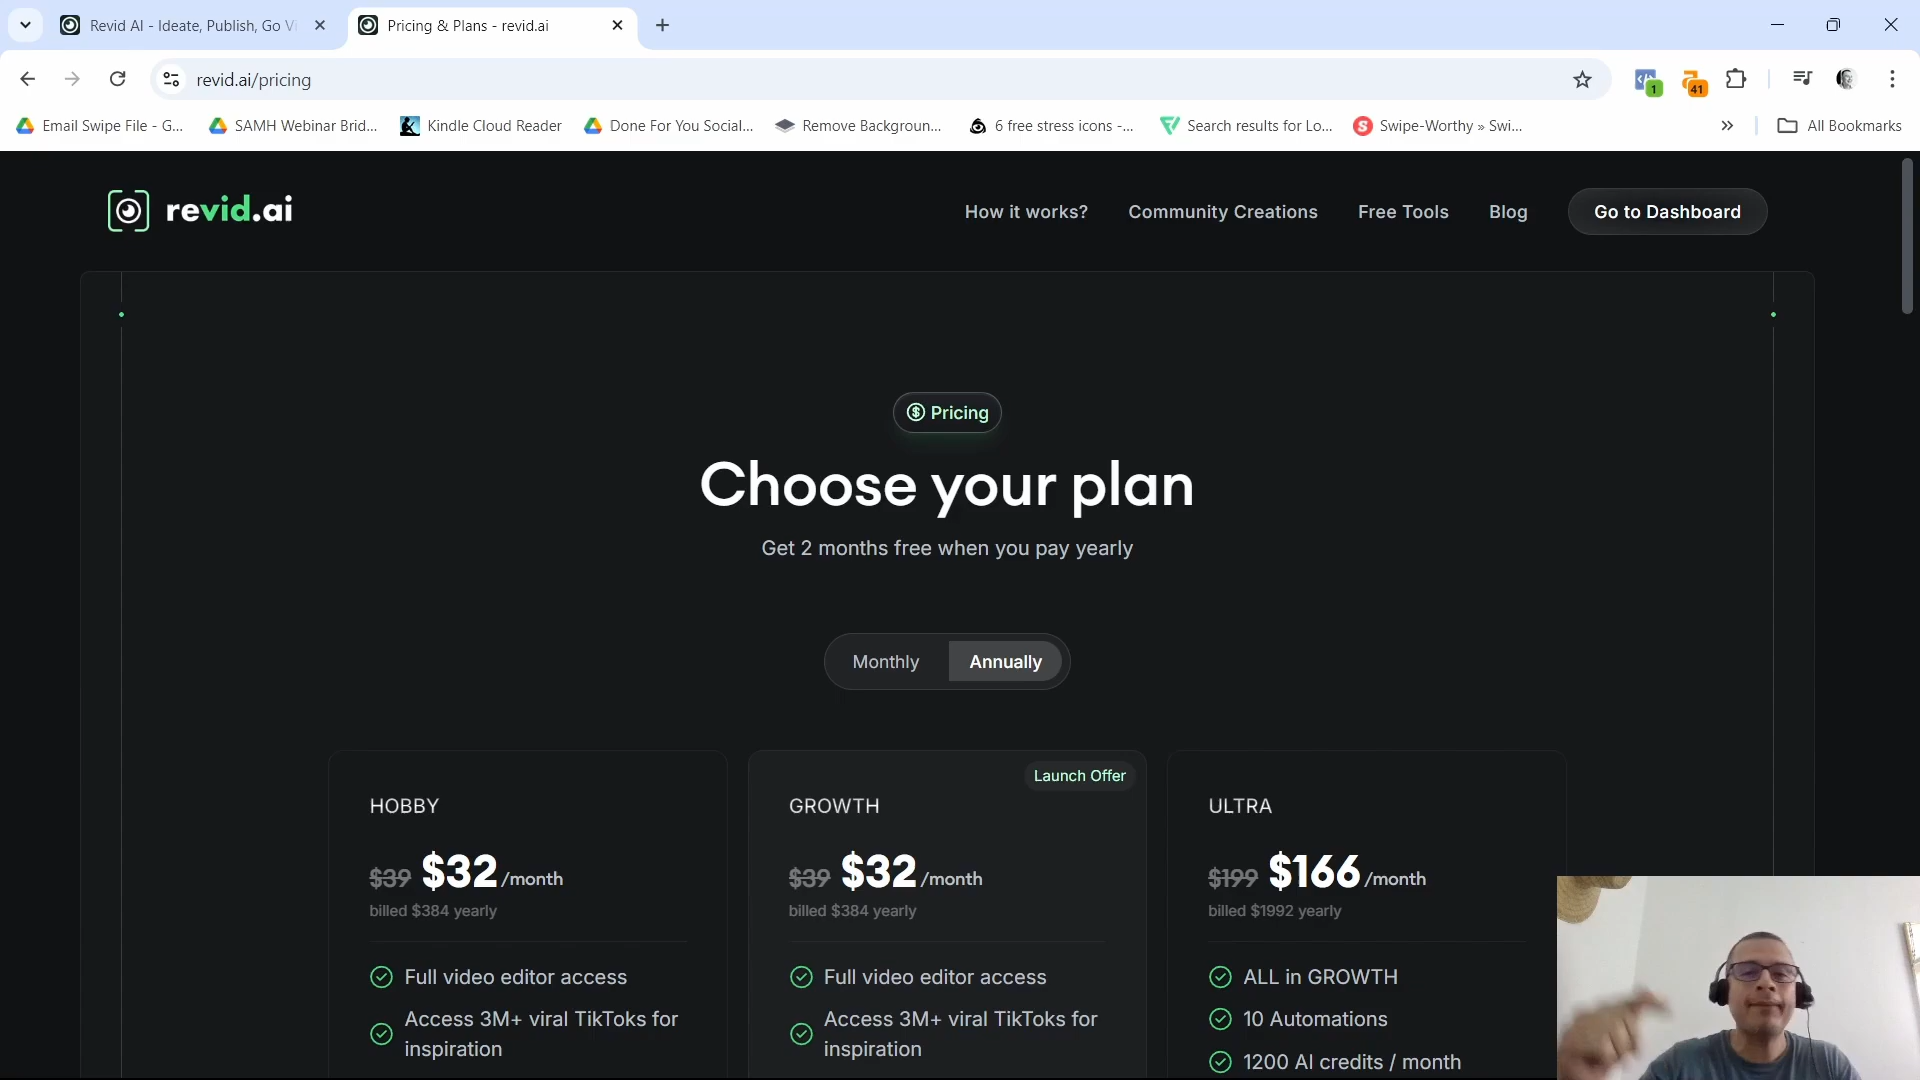 Revid AI - Ideate, Publish, Go Vi
Pricing & Plans - revid.ai
revid.ai/pricing
1
41
Email Swipe File - G...
SAMH Webinar Brid...
Kindle Cloud Reader
Done For You Social...
Remove Backgroun...
6 free stress icons -...
Search results for Lo...
Swipe-Worthy » Swi...
All Bookmarks
revid.ai
How it works?
Community Creations
Free Tools
Blog
Go to Dashboard
Pricing
Choose your plan
Get 2 months free when you pay yearly
Monthly
Annually
HOBBY
$39 $32 /month
billed $384 yearly
Full video editor access
Access 3M+ viral TikToks for
inspiration
Launch Offer
GROWTH
$39 $32 /month
billed $384 yearly
Full video editor access
Access 3M+ viral TikToks for
inspiration
ULTRA
$199 $166 /month
billed $1992 yearly
ALL in GROWTH
10 Automations
1200 AI credits / month